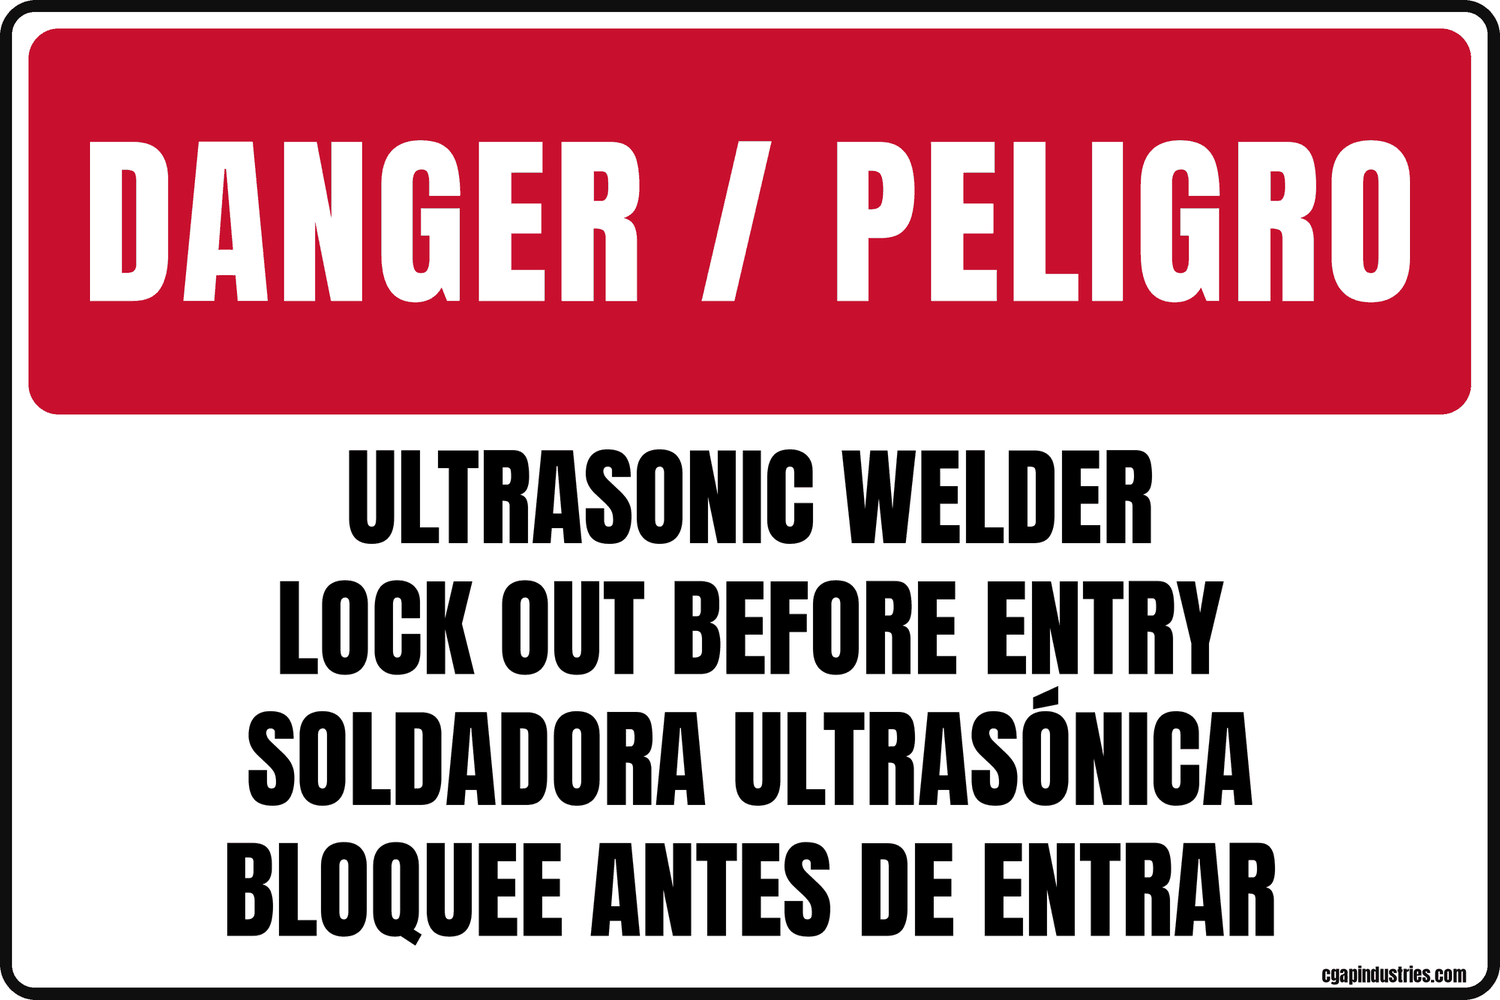 DANGER / PELIGRO
ULTRASONIC WELDER
LOCK OUT BEFORE ENTRY
SOLDADORA ULTRASÓNICA
BLOQUEE ANTES DE ENTRAR
cgapindustries.com